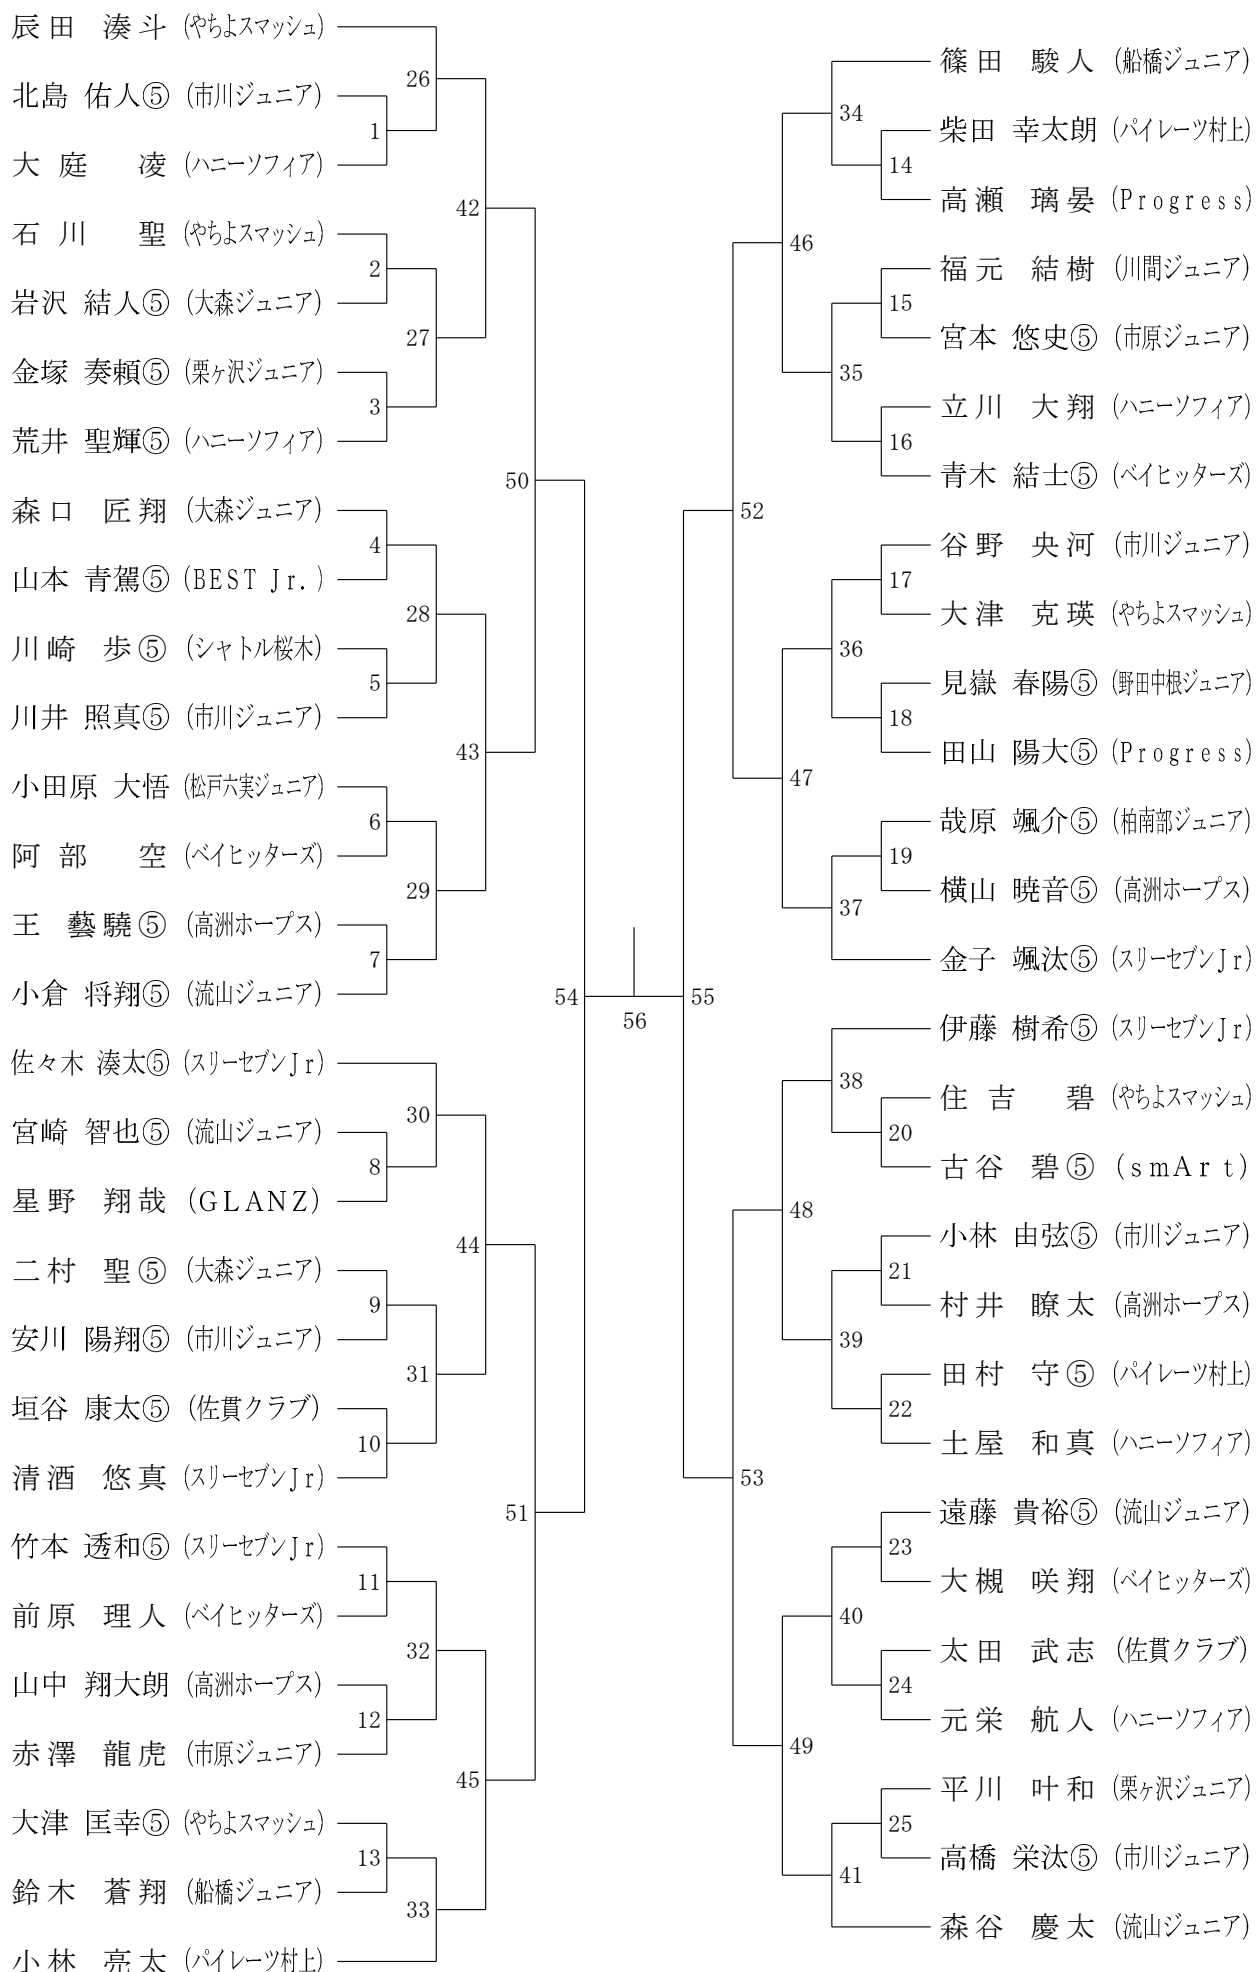 辰田 湊斗 (やちよスマッシュ)
北島 佑人⑤ (市川ジュニア)
大庭 凌 (ハニーソフィア)
石川 聖 (やちよスマッシュ)
岩沢 結人⑤ (大森ジュニア)
金塚 奏頼⑤ (栗ヶ沢ジュニア)
荒井 聖輝⑤ (ハニーソフィア)
森口 匠翔 (大森ジュニア)
山本 青駕⑤ (BEST Jr.)
川崎 歩⑤ (シャトル桜木)
川井 照真⑤ (市川ジュニア)
小田原 大悟 (松戸六実ジュニア)
阿部 空 (ベイヒッターズ)
王 藝驍⑤ (高洲ホープス)
小倉 将翔⑤ (流山ジュニア)
佐々木 湊太⑤ (スリーセブンJr)
宮崎 智也⑤ (流山ジュニア)
星野 翔哉 (GLANZ)
二村 聖⑤ (大森ジュニア)
安川 陽翔⑤ (市川ジュニア)
垣谷 康太⑤ (佐貫クラブ)
清酒 悠真 (スリーセブンJr)
竹本 透和⑤ (スリーセブンJr)
前原 理人 (ベイヒッターズ)
山中 翔大朗 (高洲ホープス)
赤澤 龍虎 (市原ジュニア)
大津 匡幸⑤ (やちよスマッシュ)
鈴木 蒼翔 (船橋ジュニア)
小林 亮太 (パイレーツ村上)
1
2
3
4
5
6
7
8
9
10
11
12
13
26
27
28
29
30
31
32
33
42
43
44
45
50
51
54
56
55
52
53
46
47
48
49
34
35
36
37
38
39
40
41
14
15
16
17
18
19
20
21
22
23
24
25
篠田 駿人 (船橋ジュニア)
柴田 幸太朗 (パイレーツ村上)
高瀬 璃晏 (Progress)
福元 結樹 (川間ジュニア)
宮本 悠史⑤ (市原ジュニア)
立川 大翔 (ハニーソフィア)
青木 結士⑤ (ベイヒッターズ)
谷野 央河 (市川ジュニア)
大津 克瑛 (やちよスマッシュ)
見嶽 春陽⑤ (野田中根ジュニア)
田山 陽大⑤ (Progress)
哉原 颯介⑤ (柏南部ジュニア)
横山 暁音⑤ (高洲ホープス)
金子 颯汰⑤ (スリーセブンJr)
伊藤 樹希⑤ (スリーセブンJr)
住吉 碧 (やちよスマッシュ)
古谷 碧⑤ (smArt)
小林 由弦⑤ (市川ジュニア)
村井 瞭太 (高洲ホープス)
田村 守⑤ (パイレーツ村上)
土屋 和真 (ハニーソフィア)
遠藤 貴裕⑤ (流山ジュニア)
大槻 咲翔 (ベイヒッターズ)
太田 武志 (佐貫クラブ)
元栄 航人 (ハニーソフィア)
平川 叶和 (栗ヶ沢ジュニア)
高橋 栄汰⑤ (市川ジュニア)
森谷 慶太 (流山ジュニア)